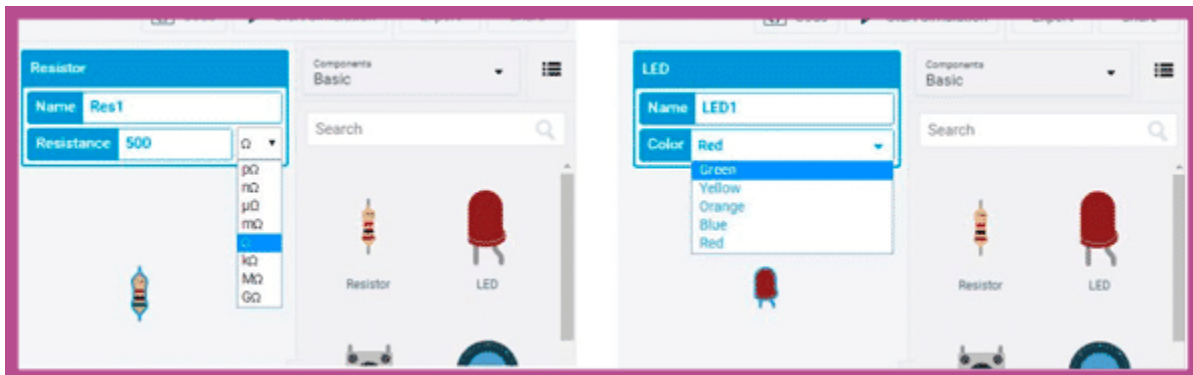 Resistor
Name Res1
Resistance 500 Ω
pΩ
nΩ
μΩ
mΩ
Ω
kΩ
MΩ
GΩ
Components
Basic
Search
Resistor
LED
LED
Name LED1
Color Red
Green
Yellow
Orange
Blue
Red
Components
Basic
Search
Resistor
LED